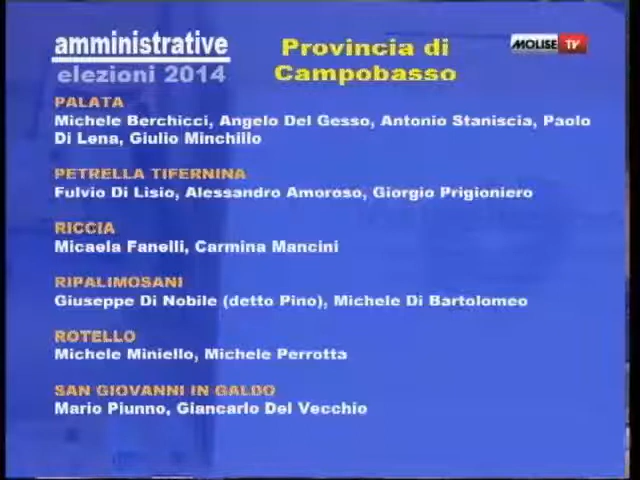 amministrative
elezioni 2014
Provincia di
Campobasso
MOLISE TV
PALATA
Michele Berchicci, Angelo Del Gesso, Antonio Staniscia, Paolo
Di Lena, Giulio Minchillo
PETRELLA TIFERNINA
Fulvio Di Lisio, Alessandro Amoroso, Giorgio Prigioniero
RICCIA
Micaela Fanelli, Carmina Mancini
RIPALIMOSANI
Giuseppe Di Nobile (detto Pino), Michele Di Bartolomeo
ROTELLO
Michele Miniello, Michele Perrotta
SAN GIOVANNI IN GALDO
Mario Piunno, Giancarlo Del Vecchio